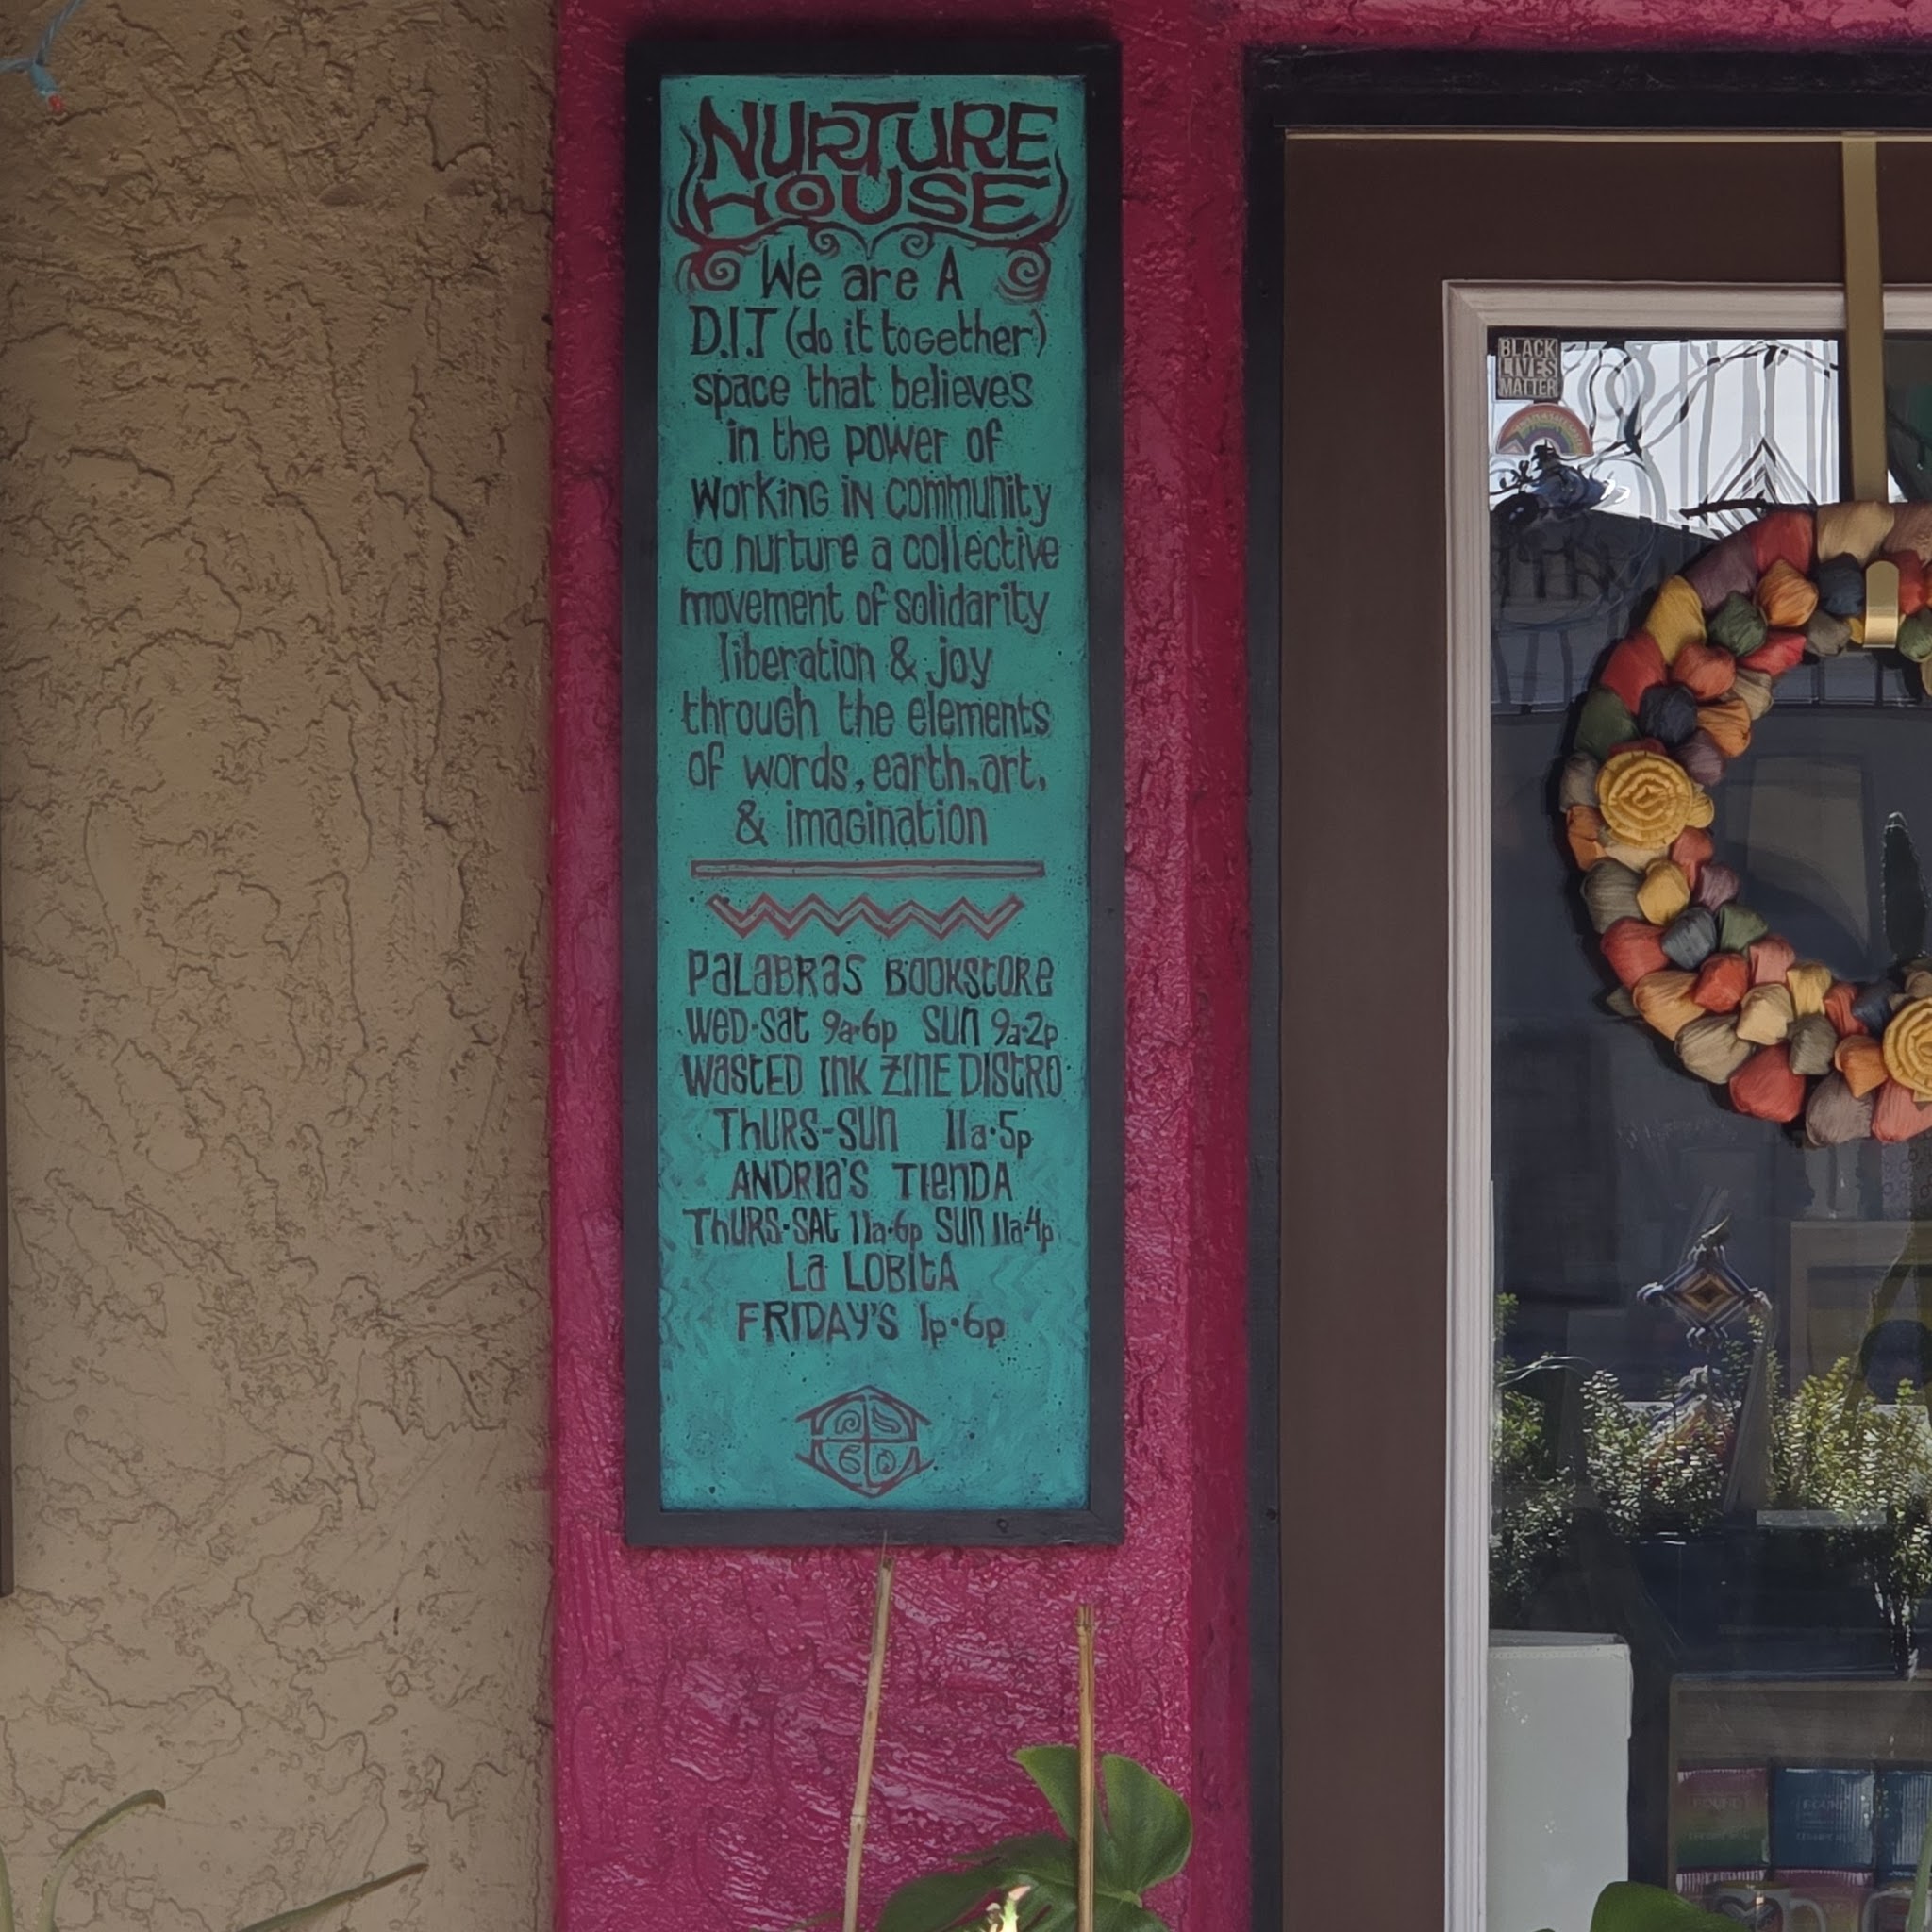 NURTURE
HOUSE
We are A
D.I.T (do it together)
space that believes
in the power of
working in community
to nurture a collective
movement of solidarity
liberation & joy
through the elements
of words, earth, art,
& imagination
PALABRAS BOOKSTORE
WED-SAT 9a-6p SUN 9a-2p
WASTED INK ZINE DISTRO
THURS-SUN 11a-5p
ANDRIA'S TIENDA
THURS-SAT 11a-6p SUN 11a-4p
LA LOBITA
FRIDAY'S 1p-6p
BLACK
LIVES
MATTER